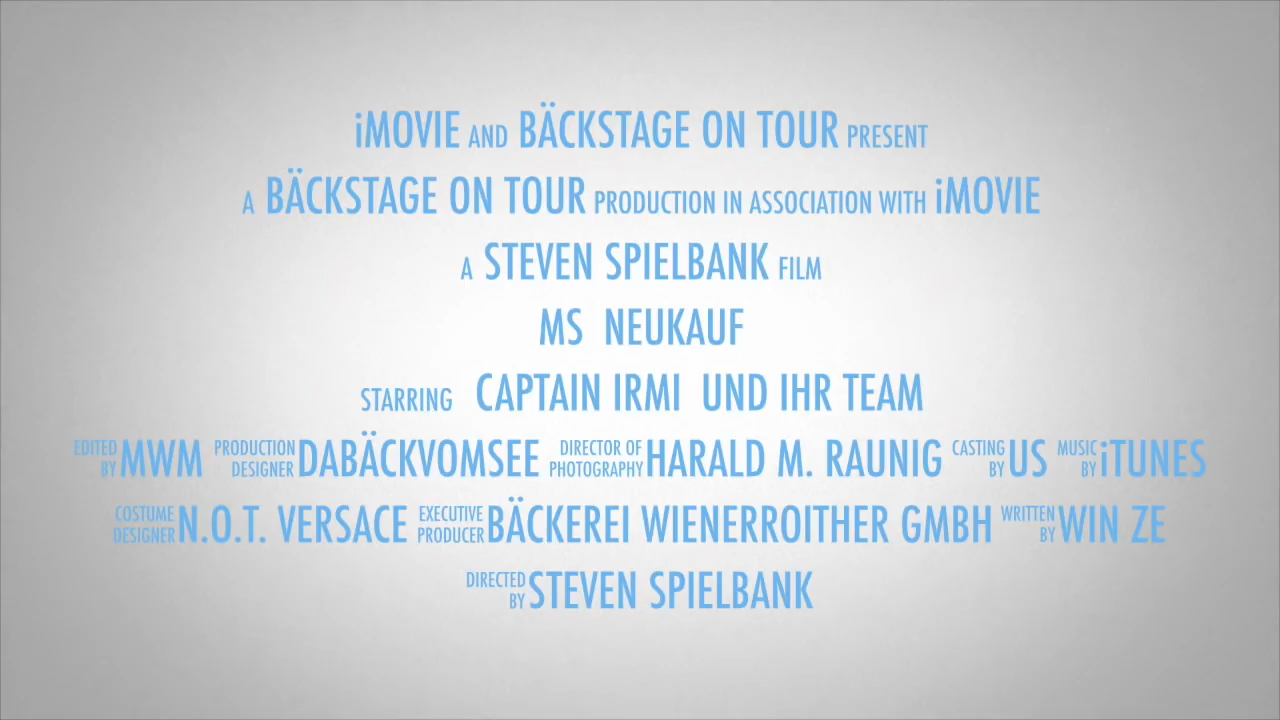 iMOVIE AND BÄCKSTAGE ON TOUR PRESENT
A BÄCKSTAGE ON TOUR PRODUCTION IN ASSOCIATION WITH iMOVIE
A STEVEN SPIELBANK FILM
MS NEUKAUF
STARRING CAPTAIN IRMI UND IHR TEAM
EDITED BY MWM PRODUCTION DESIGNER DABÄCKVOMSEE DIRECTOR OF PHOTOGRAPHY HARALD M. RAUNIG CASTING BY US MUSIC BY iTUNES
COSTUME DESIGNER N.O.T. VERSACE EXECUTIVE PRODUCER BÄCKEREI WIENERROITHER GMBH WRITTEN BY WIN ZE
DIRECTED BY STEVEN SPIELBANK